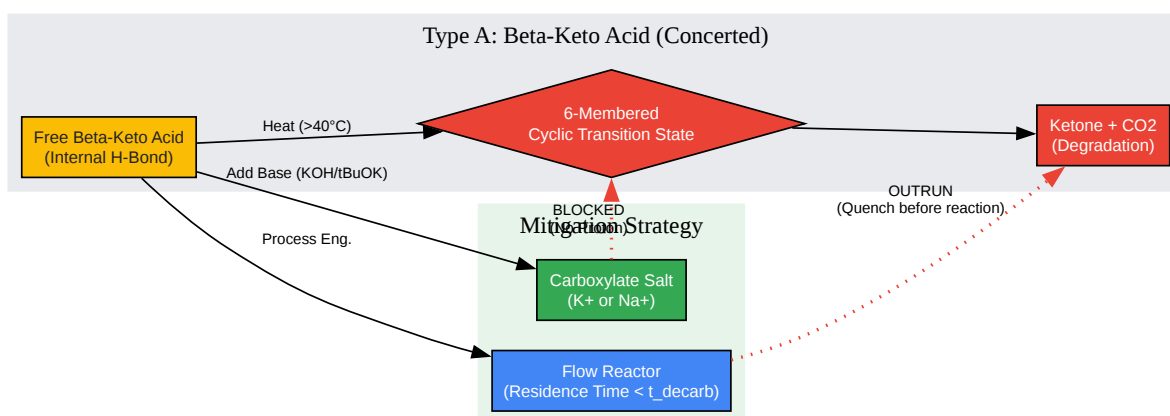 Type A: Beta-Keto Acid (Concerted)
6-Membered
Cyclic Transition State
Free Beta-Keto Acid
(Internal H-Bond)
Heat (>40°C)
Ketone + CO2
(Degradation)
Add Base (KOH/tBuOK)
OUTRUN
(Quench before reaction)
BLOCKED
(No Proton)
Mitigation Strategy
Process Eng.
Carboxylate Salt
(K+ or Na+)
Flow Reactor
(Residence Time < t_decarb)